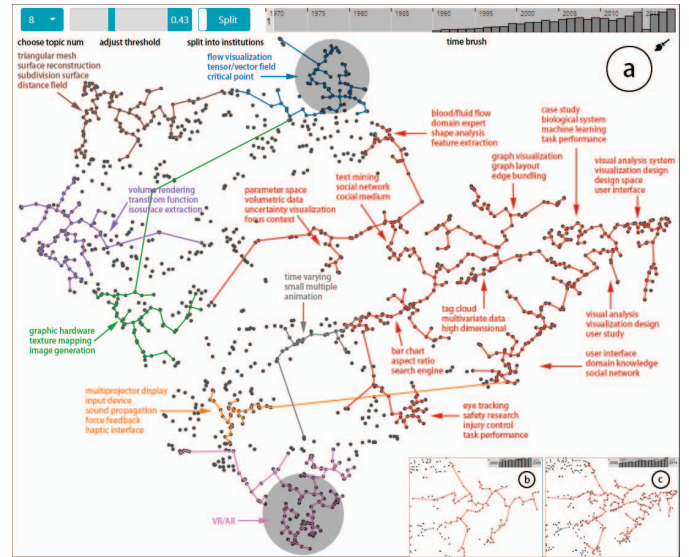 8
0.43
Split
1970
1975
1980
1985
1990
1995
2000
2005
2010
2015
1
choose topic num
adjust threshold
split into institutions
time brush
a
triangular mesh
surface reconstruction
subdivision surface
distance field
flow visualization
tensor/vector field
critical point
blood/fluid flow
domain expert
shape analysis
feature extraction
case study
biological system
machine learning
task performance
graph visualization
graph layout
edge bundling
visual analysis system
visualization design
design space
user interface
text mining
social network
cocial medium
volume rendering
transfrom function
isosurface extraction
parameter space
volumetric data
uncertainty visualization
focus context
time varying
small multiple
animation
tag cloud
multivariate data
high dimensional
visual analysis
visualization design
user study
graphic hardware
texture mapping
image generation
bar chart
aspect ratio
search engine
user interface
domain knowledge
social network
multiprojector display
input device
sound propagation
force feedback
haptic interface
eye tracking
safety research
injury control
task performance
VR/AR
b
c